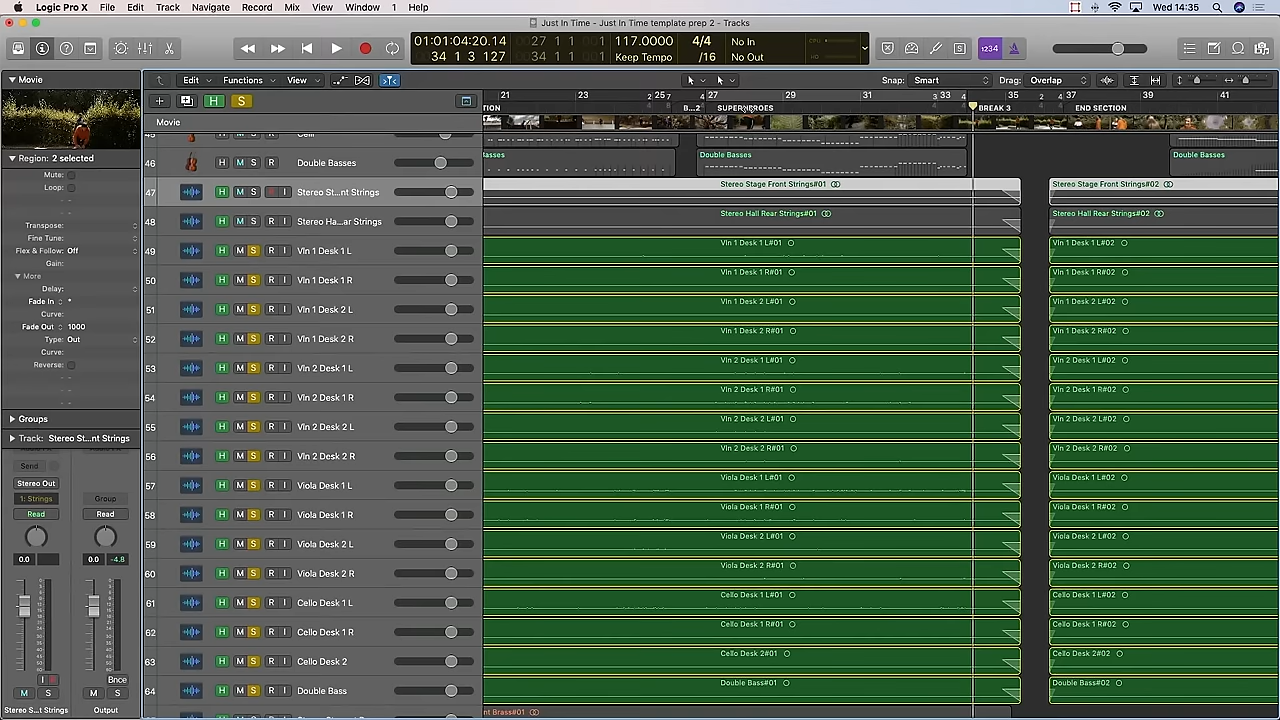 Logic Pro X File Edit Track Navigate Record Mix View Window 1 Help Wed 14:35
Just In Time - Just In Time template prep 2 - Tracks
01:01:04:20.14 27 1 1 001 117.0000 4/4 No In
34 1 3 127 34 1 1 001 Keep Tempo /16 No Out
1234
Movie
Edit Functions View Snap: Smart Drag: Overlap
H S
21 23 2 4 25 7 27 29 31 33 4 35 2 4 37 39 41
TION B...2 SUPERHEROES BREAK 3 END SECTION
Movie
Region: 2 selected
Mute:
Loop:
Transpose:
Fine Tune:
Flex & Follow: Off
Gain:
More
Delay:
Fade In
Curve:
Fade Out 1000
Type: Out
Curve:
Reverse:
Groups
Track: Stereo St...nt Strings
Send
Stereo Out
1: Strings Group
Read Read
0.0 0.0 -4.8
I R Bnce
M S M S
Stereo S...t Strings Output
45 Cello
46 H M S R Double Basses Basses Double Basses Double Basses
47 H M S R I Stereo St...nt Strings Stereo Stage Front Strings#01 Stereo Stage Front Strings#02
48 H M S R I Stereo Ha...ar Strings Stereo Hall Rear Strings#01 Stereo Hall Rear Strings#02
49 H M S R I Vln 1 Desk 1 L Vln 1 Desk 1 L#01 Vln 1 Desk 1 L#02
50 H M S R I Vln 1 Desk 1 R Vln 1 Desk 1 R#01 Vln 1 Desk 1 R#02
51 H M S R I Vln 1 Desk 2 L Vln 1 Desk 2 L#01 Vln 1 Desk 2 L#02
52 H M S R I Vln 1 Desk 2 R Vln 1 Desk 2 R#01 Vln 1 Desk 2 R#02
53 H M S R I Vln 2 Desk 1 L Vln 2 Desk 1 L#01 Vln 2 Desk 1 L#02
54 H M S R I Vln 2 Desk 1 R Vln 2 Desk 1 R#01 Vln 2 Desk 1 R#02
55 H M S R I Vln 2 Desk 2 L Vln 2 Desk 2 L#01 Vln 2 Desk 2 L#02
56 H M S R I Vln 2 Desk 2 R Vln 2 Desk 2 R#01 Vln 2 Desk 2 R#02
57 H M S R I Viola Desk 1 L Viola Desk 1 L#01 Viola Desk 1 L#02
58 H M S R I Viola Desk 1 R Viola Desk 1 R#01 Viola Desk 1 R#02
59 H M S R I Viola Desk 2 L Viola Desk 2 L#01 Viola Desk 2 L#02
60 H M S R I Viola Desk 2 R Viola Desk 2 R#01 Viola Desk 2 R#02
61 H M S R I Cello Desk 1 L Cello Desk 1 L#01 Cello Desk 1 L#02
62 H M S R I Cello Desk 1 R Cello Desk 1 R#01 Cello Desk 1 R#02
63 H M S R I Cello Desk 2 Cello Desk 2#01 Cello Desk 2#02
64 H M S R I Double Bass Double Bass#01 Double Bass#02
nt Brass#01